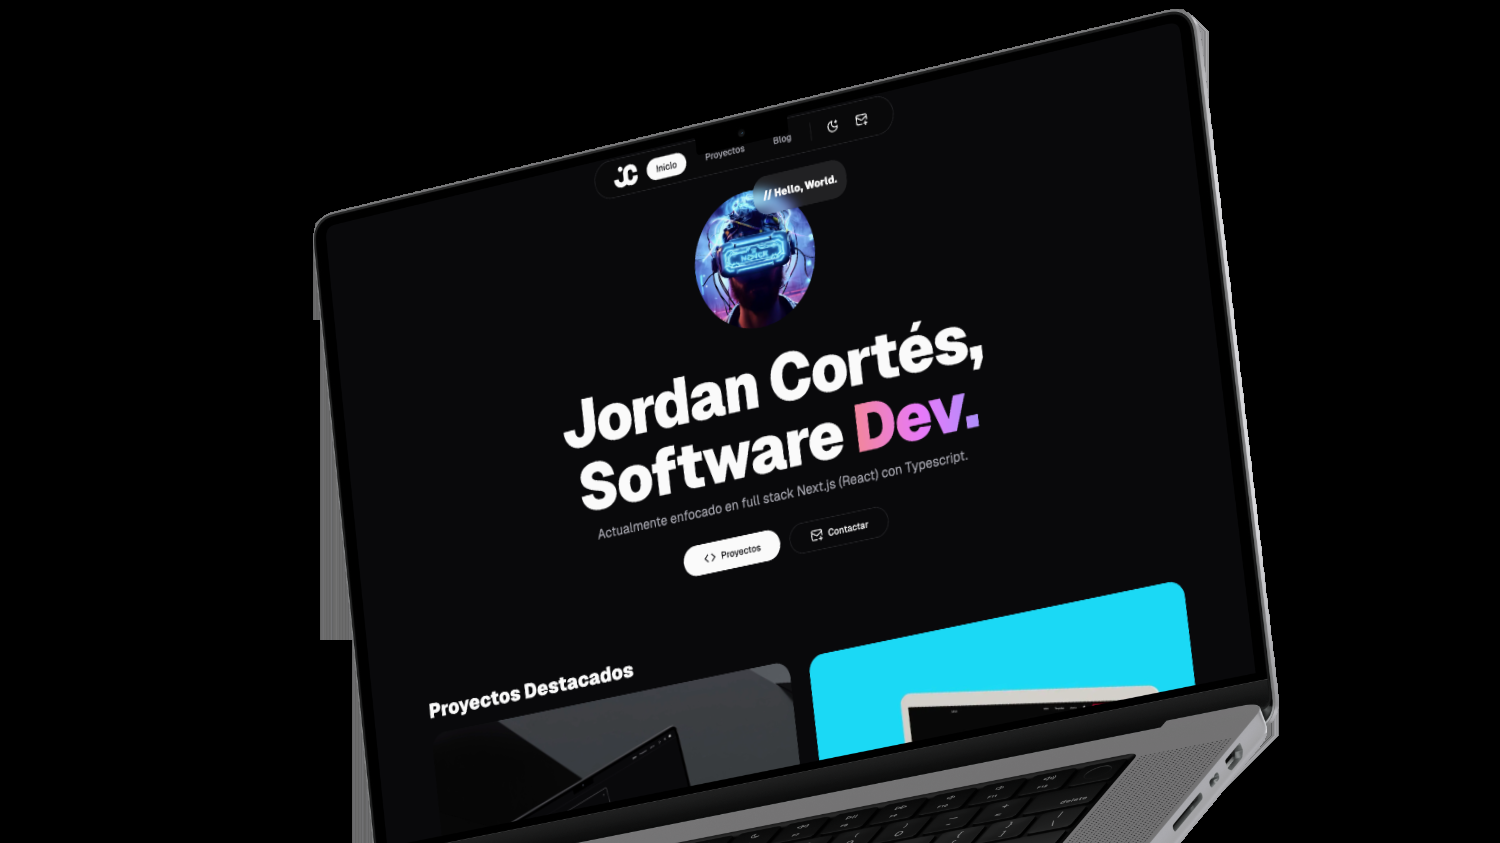 JC
Inicio
Proyectos
Blog
// Hello, World.
Jordan Cortés,
Software Dev.
Actualmente enfocado en full stack Next.js (React) con Typescript.
Proyectos
Contactar
Proyectos Destacados
delete